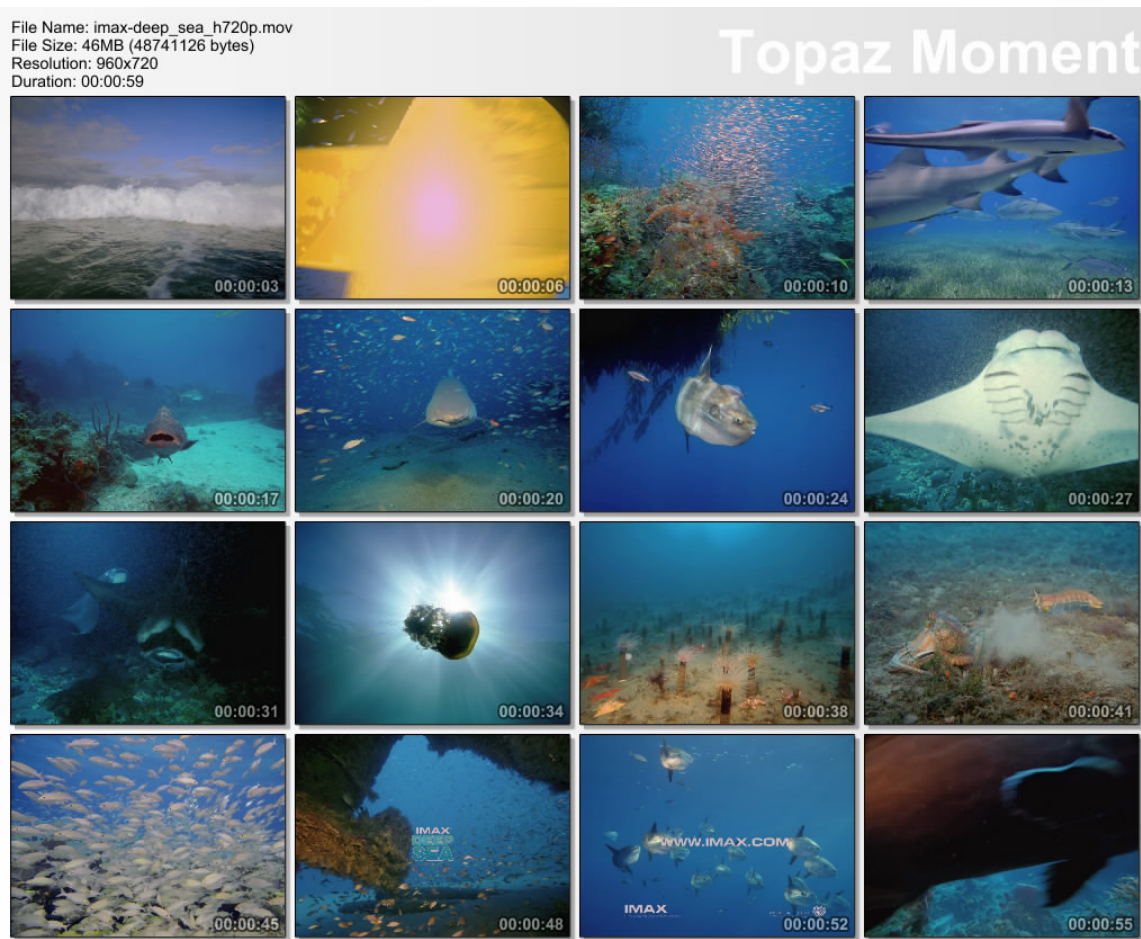 File Name: imax-deep_sea_h720p.mov
File Size: 46MB (48741126 bytes)
Resolution: 960x720
Duration: 00:00:59
Topaz Moment
00:00:03
00:00:06
00:00:10
00:00:13
00:00:17
00:00:20
00:00:24
00:00:27
00:00:31
00:00:34
00:00:38
00:00:41
00:00:45
IMAX
DEEP
SEA
00:00:48
WWW.IMAX.COM
IMAX
00:00:52
00:00:55